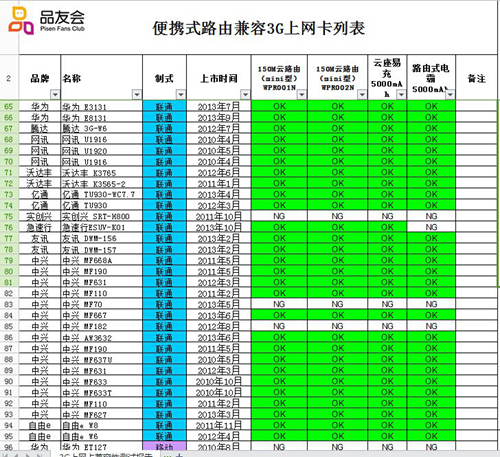 品友会
Pisen Fans Club
便携式路由兼容3G上网卡列表
2 品牌 名称 制式 上市时间 150M云路由(mini型)WPR001N 150M云路由(mini型)WPR002N 云座易充5000mAh 路由式电霸5000mAh 备注
65 华为 华为 E3131 联通 2013年7月 OK OK OK OK
66 华为 华为 E8131 联通 2013年9月 OK OK OK OK
67 腾达 腾达 3G-W6 联通 2012年7月 OK OK OK OK
68 网讯 网讯 U1916 联通 2010年4月 OK OK OK OK
69 网讯 网讯 U1920 联通 2010年5月 OK OK OK OK
70 网讯 网讯 U1916 联通 2010年4月 OK OK OK OK
71 沃达丰 沃达丰 K3765 联通 2012年6月 OK OK OK OK
72 沃达丰 沃达丰 K3565-2 联通 2011年1月 OK OK OK OK
73 亿通 亿通 TU930-WC7.7 联通 2013年4月 OK OK OK OK
74 亿通 亿通 TU930 联通 2012年3月 OK OK OK OK
75 实创兴 实创兴 SRT-H800 联通 2011年10月 NG NG NG NG
76 急速行 急速行ESUV-K01 联通 2013年2月 OK OK OK NG
77 友讯 友讯 DWM-156 联通 2010年2月 OK OK OK OK
78 友讯 友讯 DWM-157 联通 2010年2月 OK OK OK OK
79 中兴 中兴 MF668A 联通 2011年5月 OK OK OK OK
80 中兴 中兴 MF190 联通 2012年3月 OK OK OK OK
81 中兴 中兴 MF631 联通 2012年3月 OK OK OK OK
82 中兴 中兴 MF110 联通 2011年2月 OK OK OK OK
83 中兴 中兴 MF70 联通 2013年3月 NG NG NG NG
84 中兴 中兴 MF667 联通 2013年6月 OK OK OK OK
85 中兴 中兴 MF182 联通 2012年8月 NG NG NG NG
86 中兴 中兴 AW3632 联通 2012年6月 OK OK OK OK
87 中兴 中兴 MF190 联通 2011年5月 OK OK OK OK
88 中兴 中兴 MF637U 联通 2011年5月 OK OK OK OK
89 中兴 中兴 MF631 联通 2011年3月 OK OK OK OK
90 中兴 中兴 MF633 联通 2010年10月 OK OK OK OK
91 中兴 中兴 MF633T 联通 2010年10月 OK OK OK OK
92 中兴 中兴 MF110 联通 2011年2月 OK OK OK OK
93 中兴 中兴 MF627 联通 2013年3月 OK OK OK OK
94 自由e 自由e W8 联通 2011年11月 OK OK OK OK
95 自由e 自由e W6 联通 2012年4月 OK OK OK OK
96 华为 华为 ET127 移动 2010年8月 NG NG NG NG